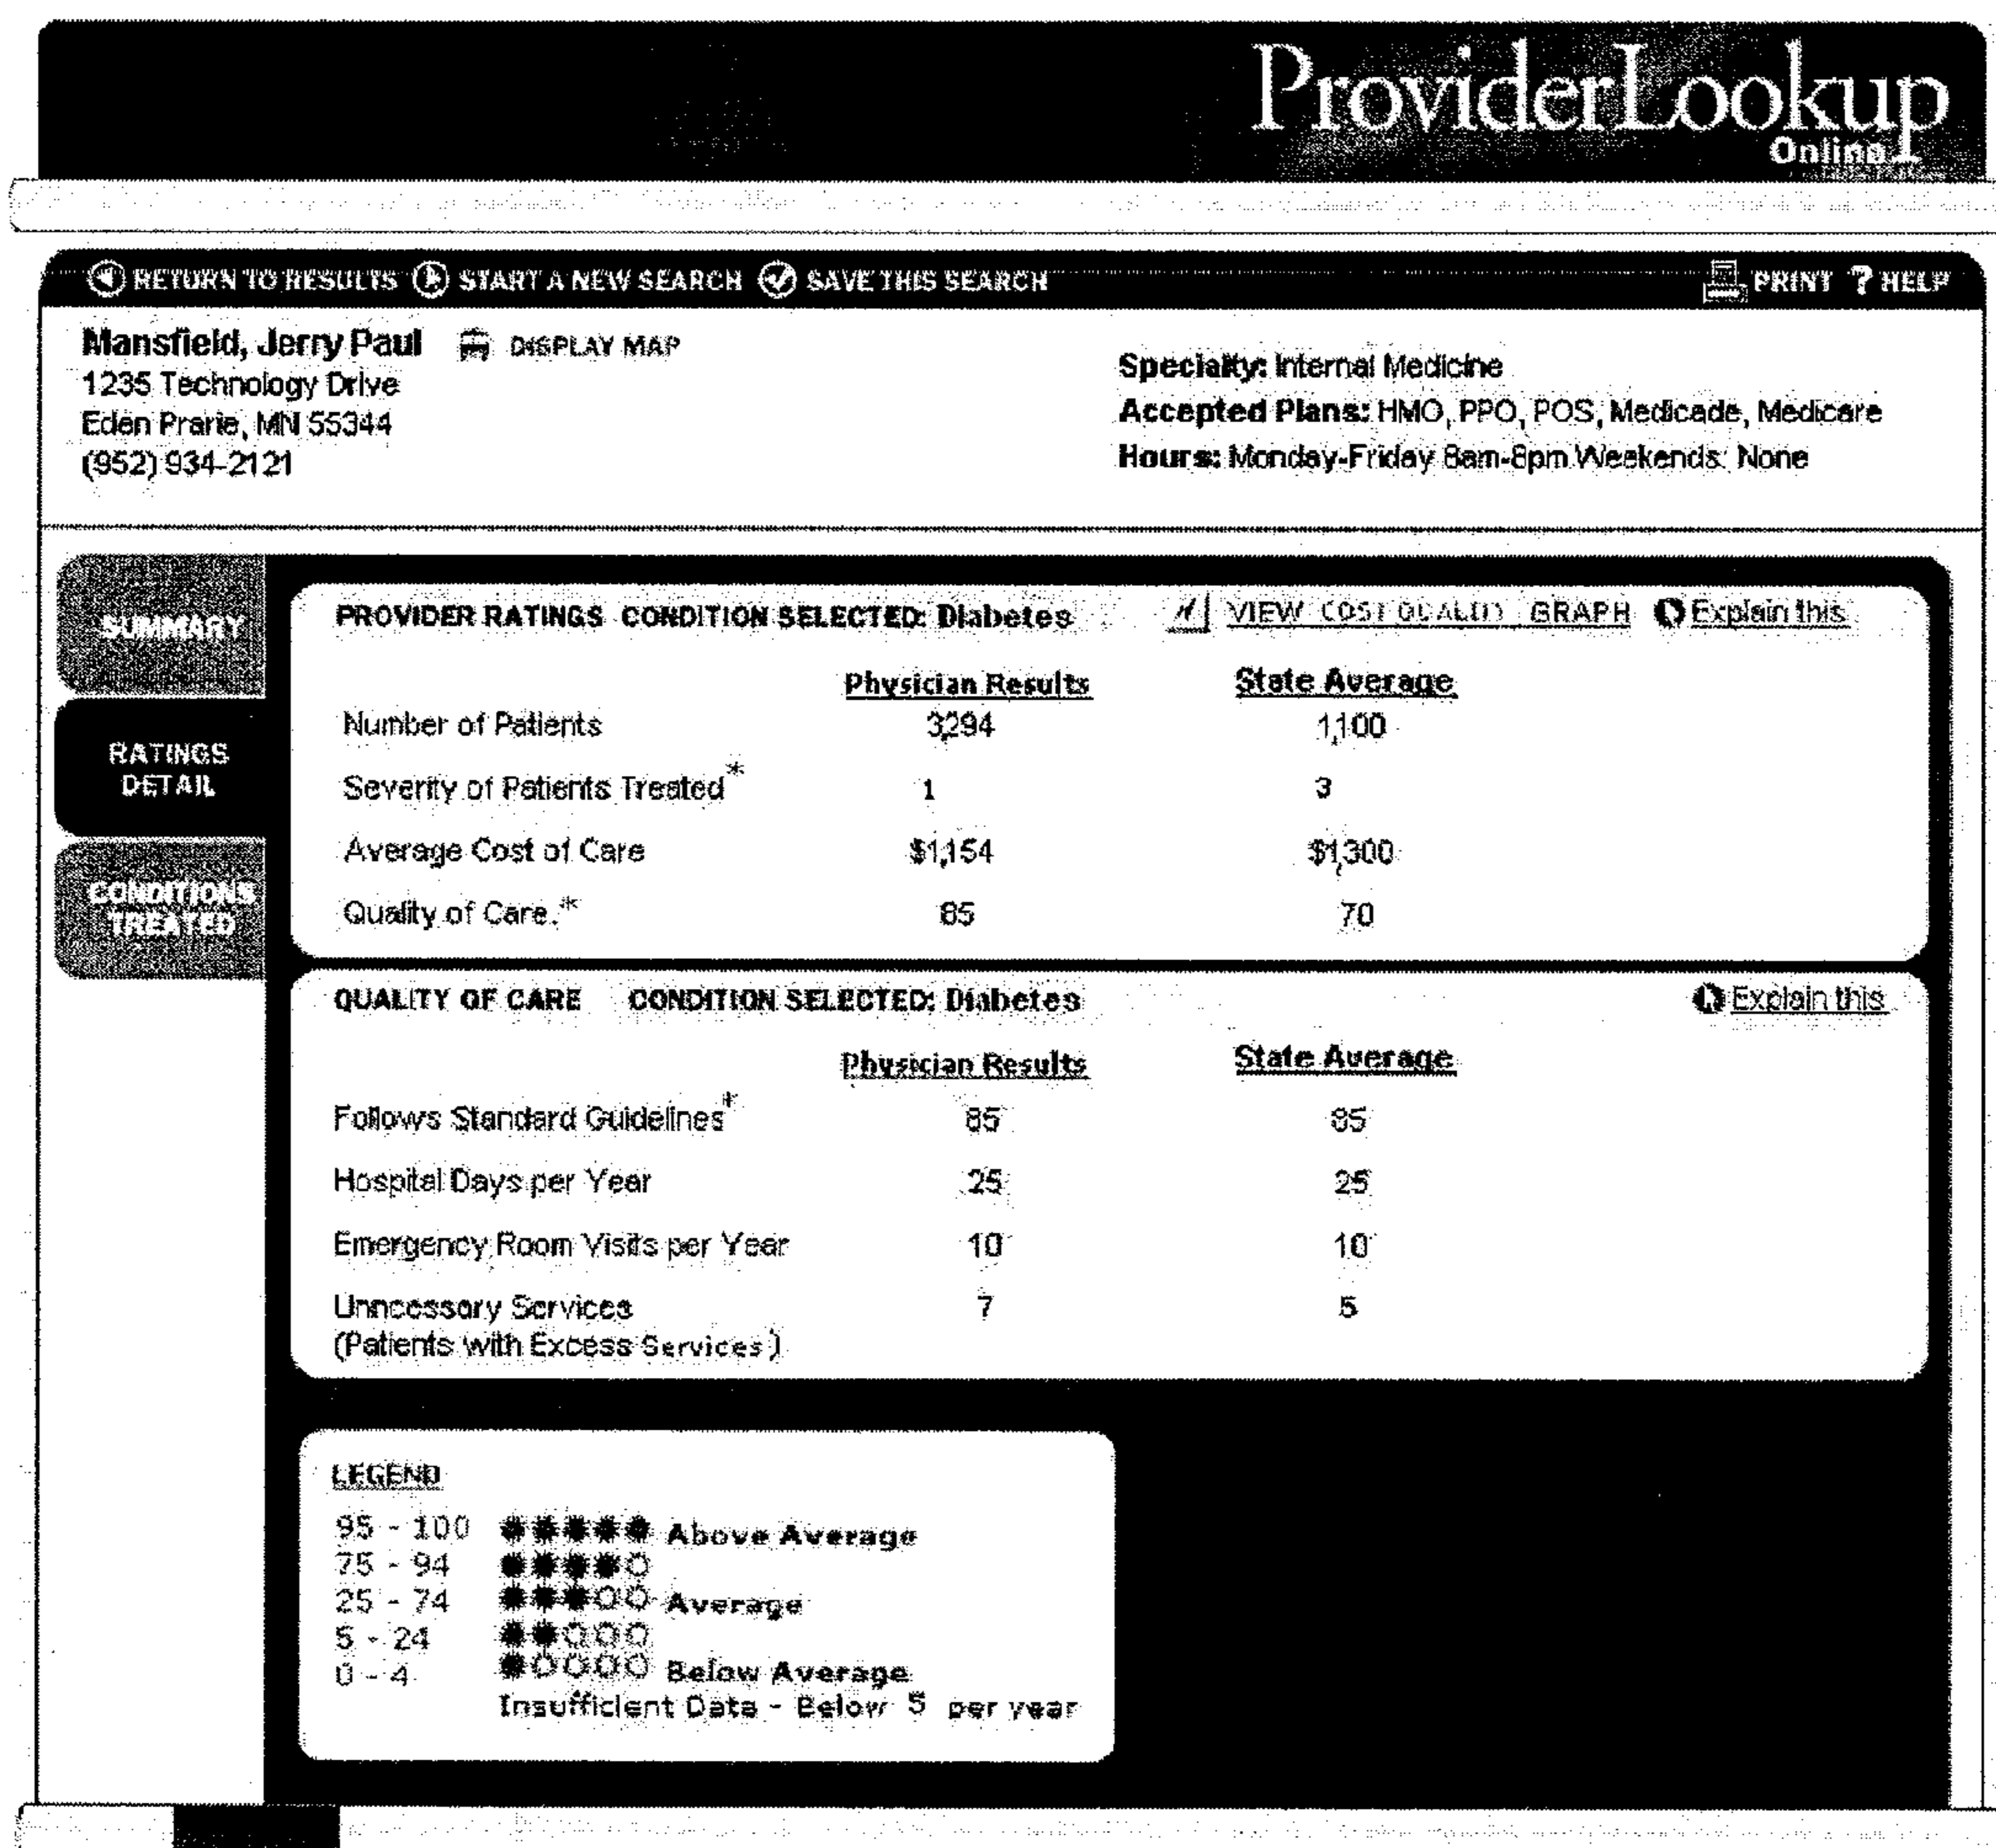 ProviderLookup
Online
RETURN TO RESULTS START A NEW SEARCH SAVE THIS SEARCH PRINT ? HELP
Mansfield, Jerry Paul DISPLAY MAP
1235 Technology Drive
Eden Prarie, MN 55344
(952) 934-2121
Specialty: Internal Medicine
Accepted Plans: HMO, PPO, POS, Medicade, Medicare
Hours: Monday-Friday 8am-8pm Weekends: None
SUMMARY
RATINGS
DETAIL
CONDITIONS
TREATED
PROVIDER RATINGS CONDITION SELECTED: Diabetes VIEW COST QUALITY GRAPH Explain this
Physician Results State Average
Number of Patients 3,294 1,100
Severity of Patients Treated* 1 3
Average Cost of Care $1,154 $1,300
Quality of Care.* 85 70
QUALITY OF CARE CONDITION SELECTED: Diabetes Explain this
Physician Results State Average
Follows Standard Guidelines* 85 85
Hospital Days per Year 25 25
Emergency Room Visits per Year 10 10
Unncessary Services 7 5
(Patients with Excess Services)
LEGEND
95 - 100 Above Average
75 - 94
25 - 74 Average
5 - 24
0 - 4 Below Average
Insufficient Data - Below 5 per year